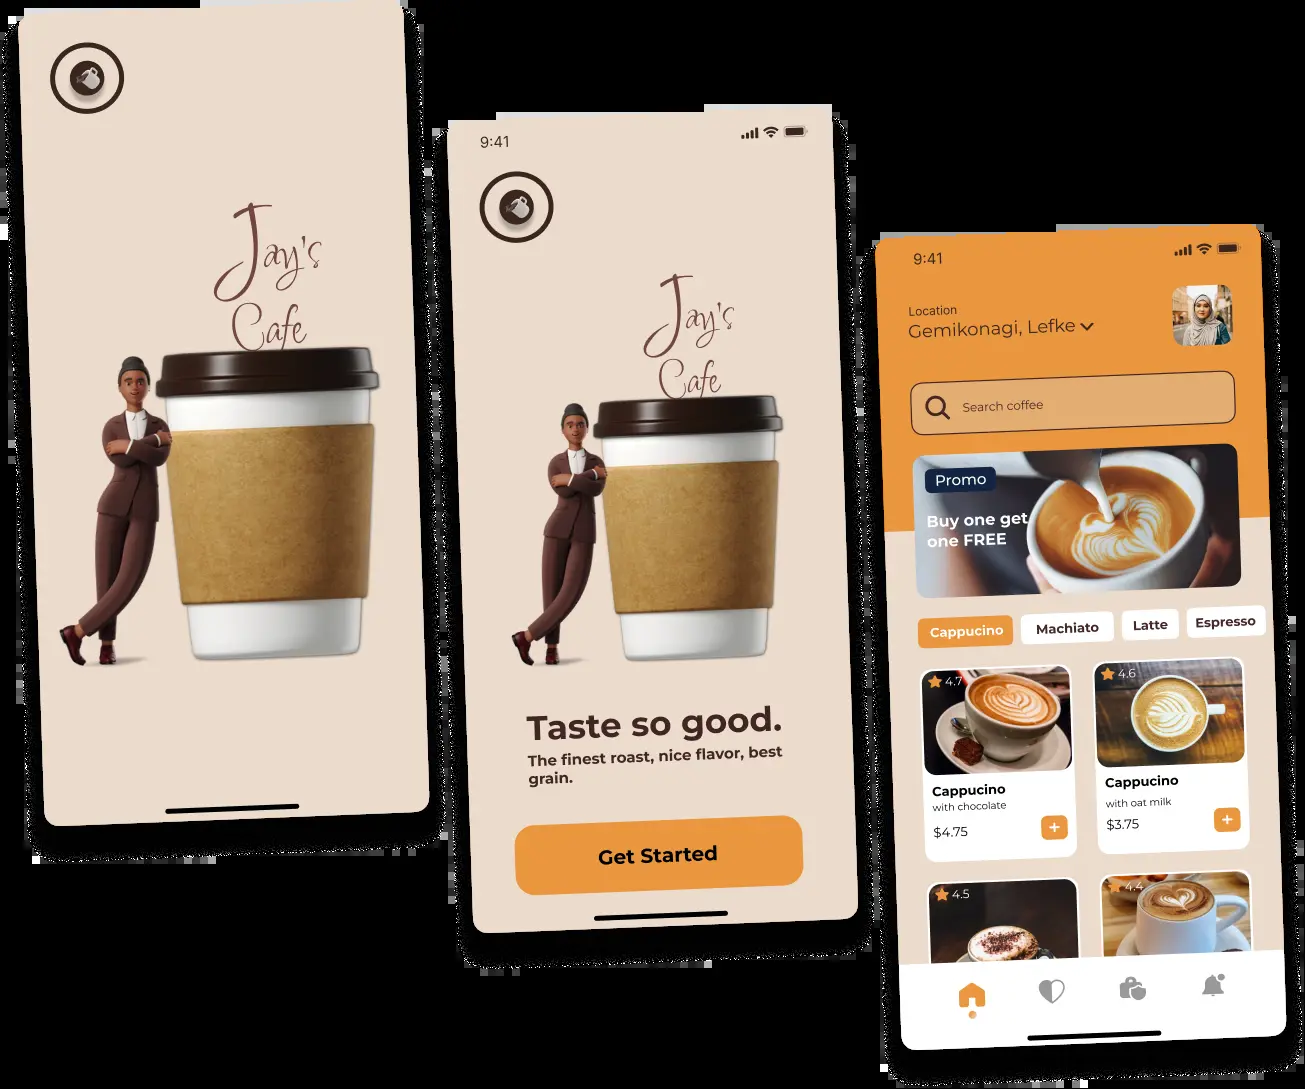 Jay's
Cafe
9:41
Jay's
Cafe
Taste so good.
The finest roast, nice flavor, best
grain.
Get Started
9:41
Location
Gemikonagi, Lefke
Search coffee
Promo
Buy one get
one FREE
Cappucino
Machiato
Latte
Espresso
4.7
4.6
Cappucino
with chocolate
$4.75
Cappucino
with oat milk
$3.75
4.5
4.4